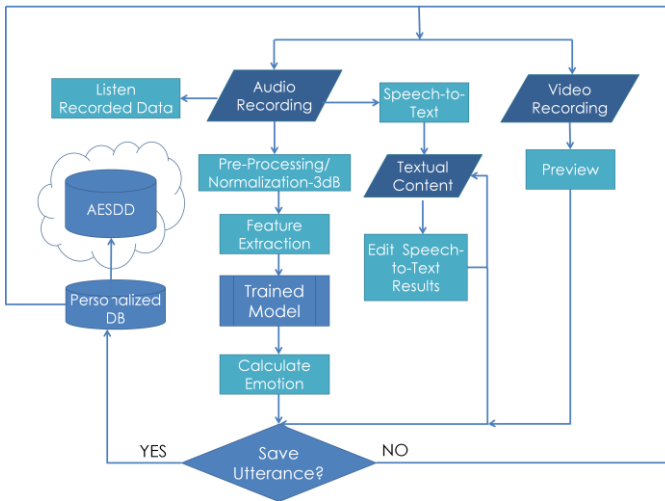 Listen
Recorded Data
Audio
Recording
Speech-to-
Text
Video
Recording
Pre-Processing/
Normalization-3dB
Textual
Content
Preview
AESDD
Feature
Extraction
Edit Speech-
to-Text
Results
Personalized
DB
Trained
Model
Calculate
Emotion
YES
Save
Utterance?
NO